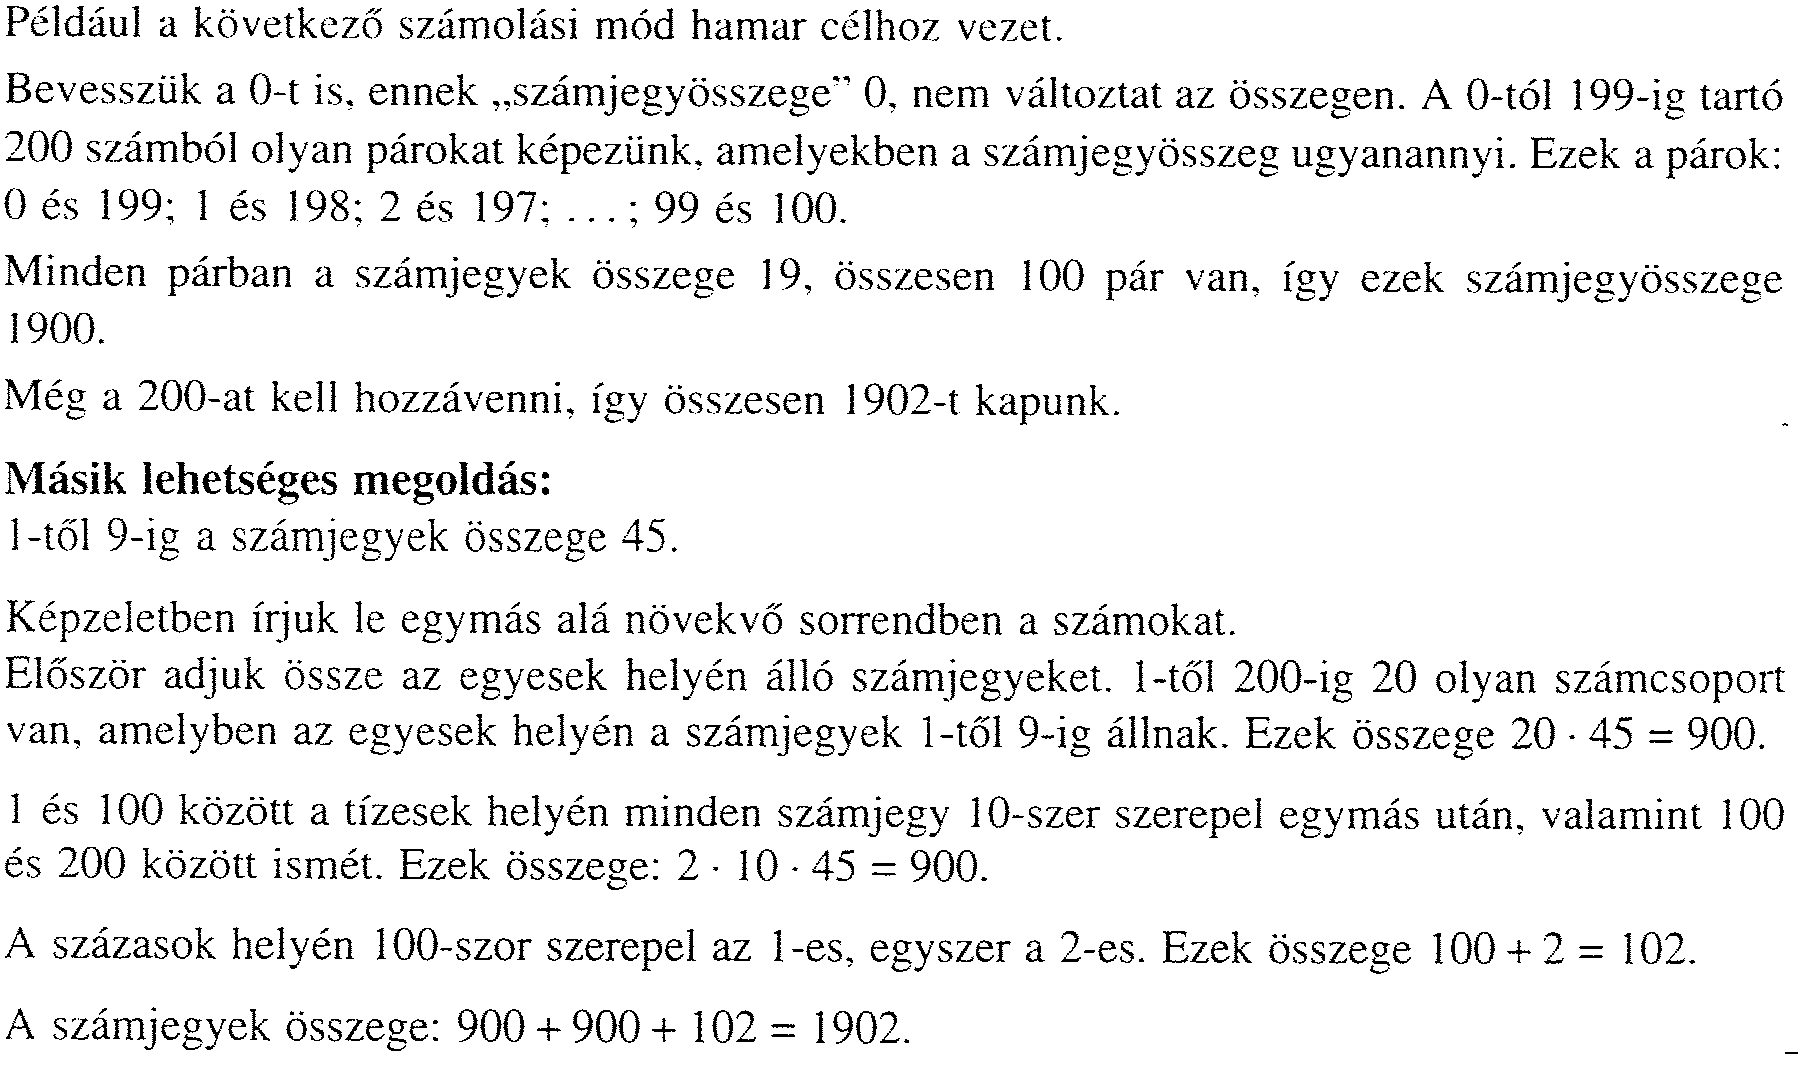 Például a következő számolási mód hamar célhoz vezet.
Bevesszük a 0-t is, ennek „számjegyösszege” 0, nem változtat az összegen. A 0-tól 199-ig tartó
200 számból olyan párokat képezünk, amelyekben a számjegyösszeg ugyanannyi. Ezek a párok:
0 és 199; 1 és 198; 2 és 197; ...; 99 és 100.
Minden párban a számjegyek összege 19, összesen 100 pár van, így ezek számjegyösszege
1900.
Még a 200-at kell hozzávenni, így összesen 1902-t kapunk.
Másik lehetséges megoldás:
1-től 9-ig a számjegyek összege 45.
Képzeletben írjuk le egymás alá növekvő sorrendben a számokat.
Először adjuk össze az egyesek helyén álló számjegyeket. 1-től 200-ig 20 olyan számcsoport
van, amelyben az egyesek helyén a számjegyek 1-től 9-ig állnak. Ezek összege 20 · 45 = 900.
1 és 100 között a tízesek helyén minden számjegy 10-szer szerepel egymás után, valamint 100
és 200 között ismét. Ezek összege: 2 · 10 · 45 = 900.
A százasok helyén 100-szor szerepel az 1-es, egyszer a 2-es. Ezek összege 100 + 2 = 102.
A számjegyek összege: 900 + 900 + 102 = 1902.